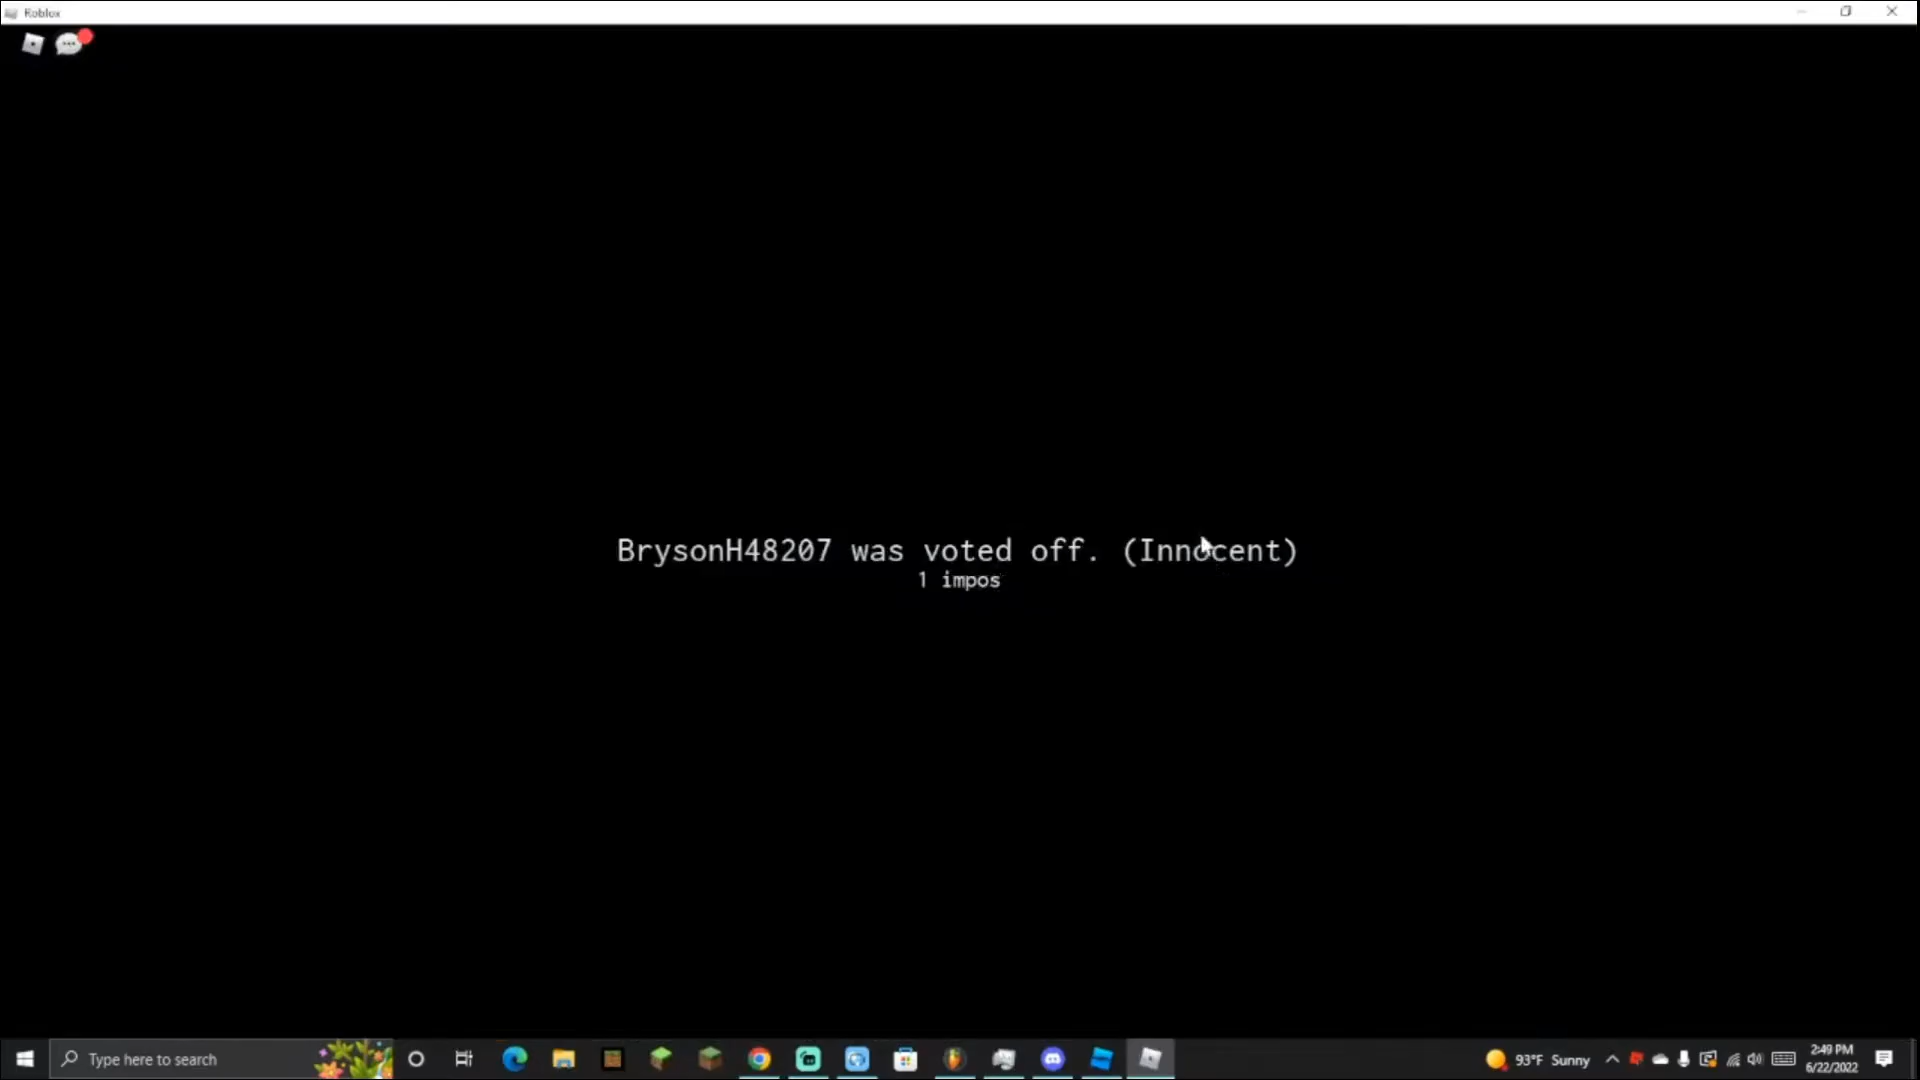 Roblox
BrysonH48207 was voted off. (Innocent)
1 impos
Type here to search
93°F Sunny
2:49 PM
6/22/2022